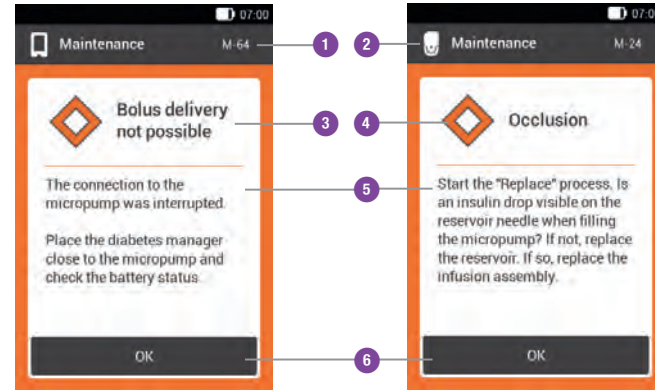 07:00
Maintenance M-64
Bolus delivery
not possible
The connection to the
micropump was interrupted.
Place the diabetes manager
close to the micropump and
check the battery status.
OK
1
2
3
4
5
6
07:0
Maintenance M-24
Occlusion
Start the "Replace" process. Is
an insulin drop visible on the
reservoir needle when filling
the micropump? If not, replace
the reservoir. If so, replace the
infusion assembly.
OK